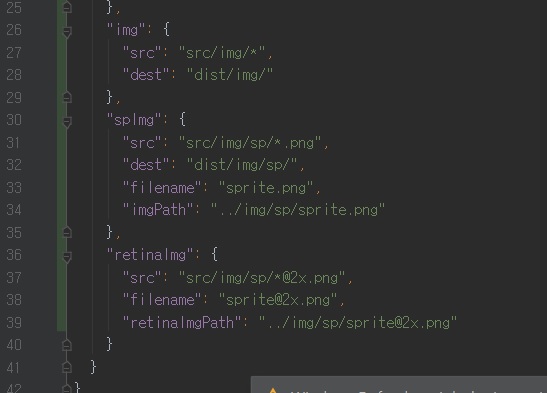 25 },
26 "img": {
27 "src": "src/img/*",
28 "dest": "dist/img/"
29 },
30 "spImg": {
31 "src": "src/img/sp/*.png",
32 "dest": "dist/img/sp/",
33 "filename": "sprite.png",
34 "imgPath": "../img/sp/sprite.png"
35 },
36 "retinaImg": {
37 "src": "src/img/sp/*@2x.png",
38 "filename": "sprite@2x.png",
39 "retinaImgPath": "../img/sp/sprite@2x.png"
40 }
41 }
42 }